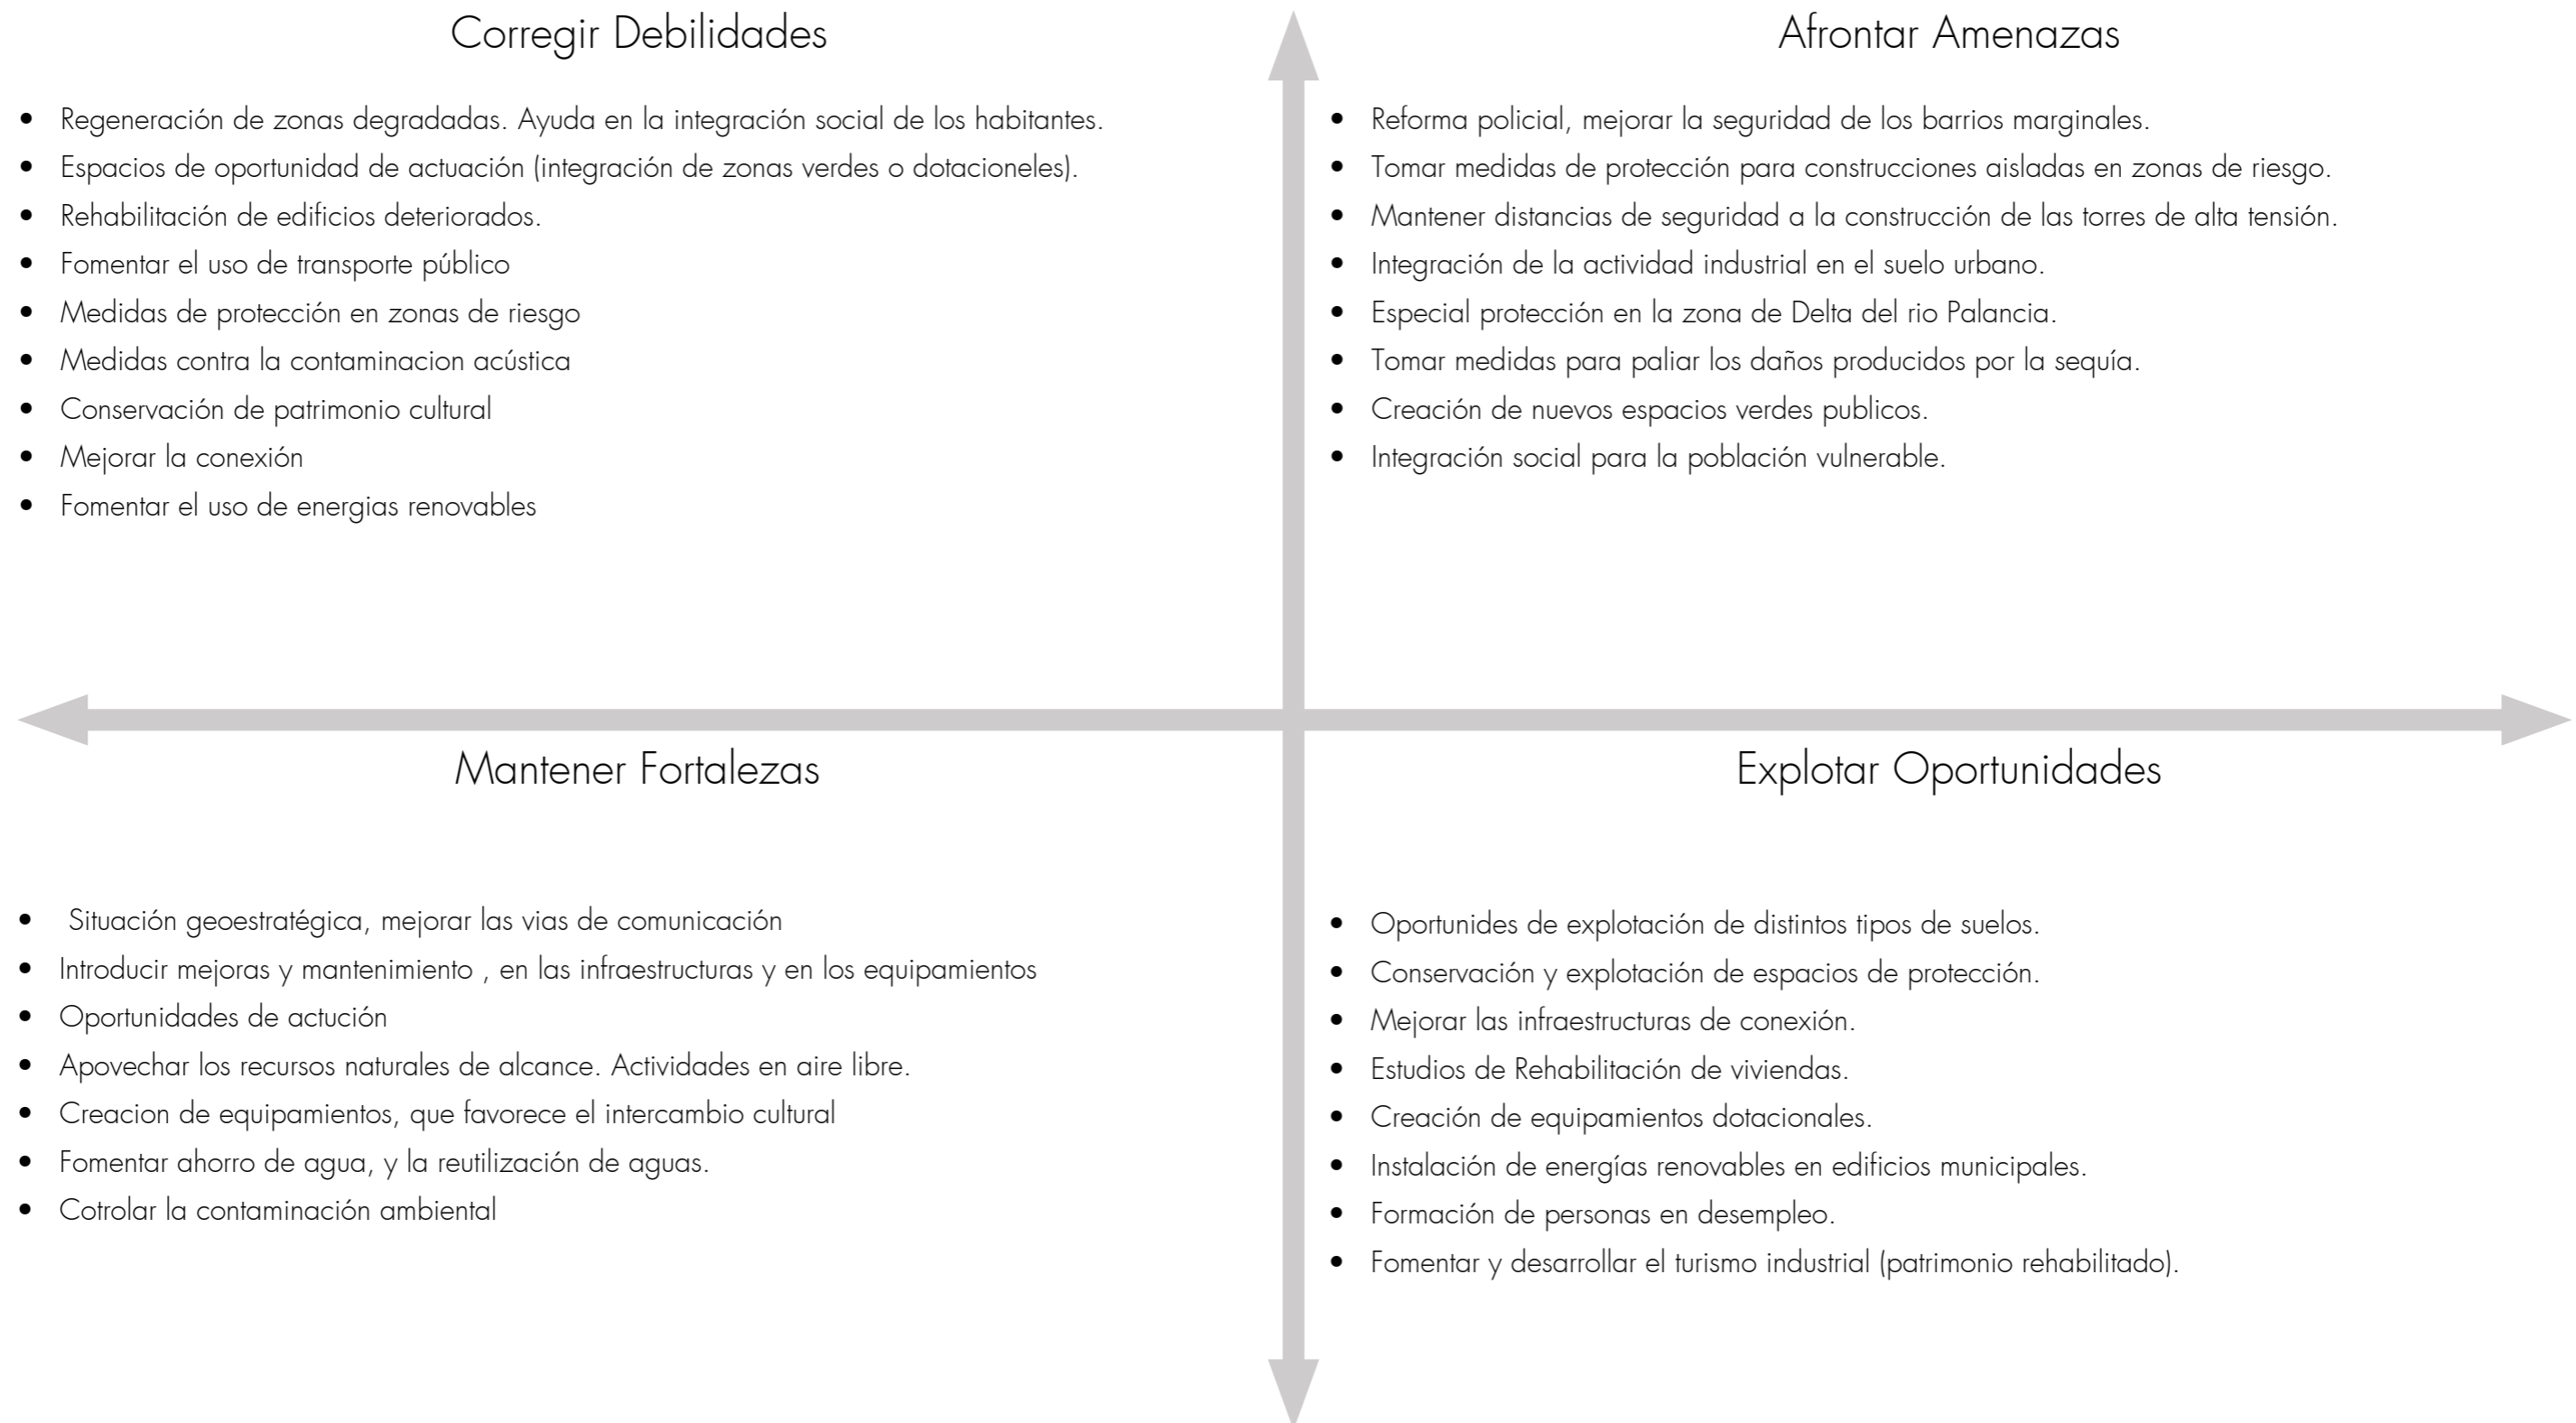 Corregir Debilidades
• Regeneración de zonas degradadas. Ayuda en la integración social de los habitantes.
• Espacios de oportunidad de actuación (integración de zonas verdes o dotacioneles).
• Rehabilitación de edificios deteriorados.
• Fomentar el uso de transporte público
• Medidas de protección en zonas de riesgo
• Medidas contra la contaminacion acústica
• Conservación de patrimonio cultural
• Mejorar la conexión
• Fomentar el uso de energias renovables
Afrontar Amenazas
• Reforma policial, mejorar la seguridad de los barrios marginales.
• Tomar medidas de protección para construcciones aisladas en zonas de riesgo.
• Mantener distancias de seguridad a la construcción de las torres de alta tensión.
• Integración de la actividad industrial en el suelo urbano.
• Especial protección en la zona de Delta del rio Palancia.
• Tomar medidas para paliar los daños producidos por la sequía.
• Creación de nuevos espacios verdes publicos.
• Integración social para la población vulnerable.
Mantener Fortalezas
• Situación geoestratégica, mejorar las vias de comunicación
• Introducir mejoras y mantenimiento , en las infraestructuras y en los equipamientos
• Oportunidades de actución
• Apovechar los recursos naturales de alcance. Actividades en aire libre.
• Creacion de equipamientos, que favorece el intercambio cultural
• Fomentar ahorro de agua, y la reutilización de aguas.
• Cotrolar la contaminación ambiental
Explotar Oportunidades
• Oportunides de explotación de distintos tipos de suelos.
• Conservación y explotación de espacios de protección.
• Mejorar las infraestructuras de conexión.
• Estudios de Rehabilitación de viviendas.
• Creación de equipamientos dotacionales.
• Instalación de energías renovables en edificios municipales.
• Formación de personas en desempleo.
• Fomentar y desarrollar el turismo industrial (patrimonio rehabilitado).